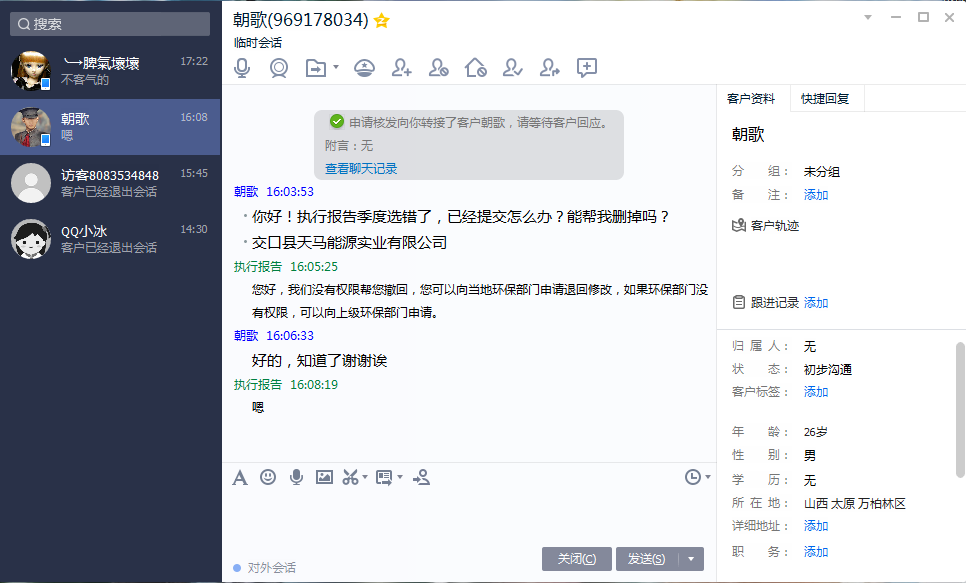 搜索
╰→脾氣壞壞
17:22
不客气的
朝歌
16:08
嗯
访客8083534848
15:45
客户已经退出会话
QQ小冰
14:30
客户已经退出会话
朝歌(969178034)
临时会话
申请核发向你转接了客户朝歌，请等待客户回应。
附言：无
查看聊天记录
朝歌 16:03:53
你好！执行报告季度选错了，已经提交怎么办？能帮我删掉吗？
交口县天马能源实业有限公司
执行报告 16:05:25
您好，我们没有权限帮您撤回，您可以向当地环保部门申请退回修改，如果环保部门没
有权限，可以向上级环保部门申请。
朝歌 16:06:33
好的，知道了谢谢诶
执行报告 16:08:19
嗯
对外会话
关闭(C)
发送(S)
客户资料
快捷回复
朝歌
分 组： 未分组
备 注： 添加
客户轨迹
跟进记录 添加
归 属 人： 无
状 态： 初步沟通
客户标签： 添加
年 龄： 26岁
性 别： 男
学 历： 无
所 在 地： 山西 太原 万柏林区
详细地址： 添加
职 务： 添加